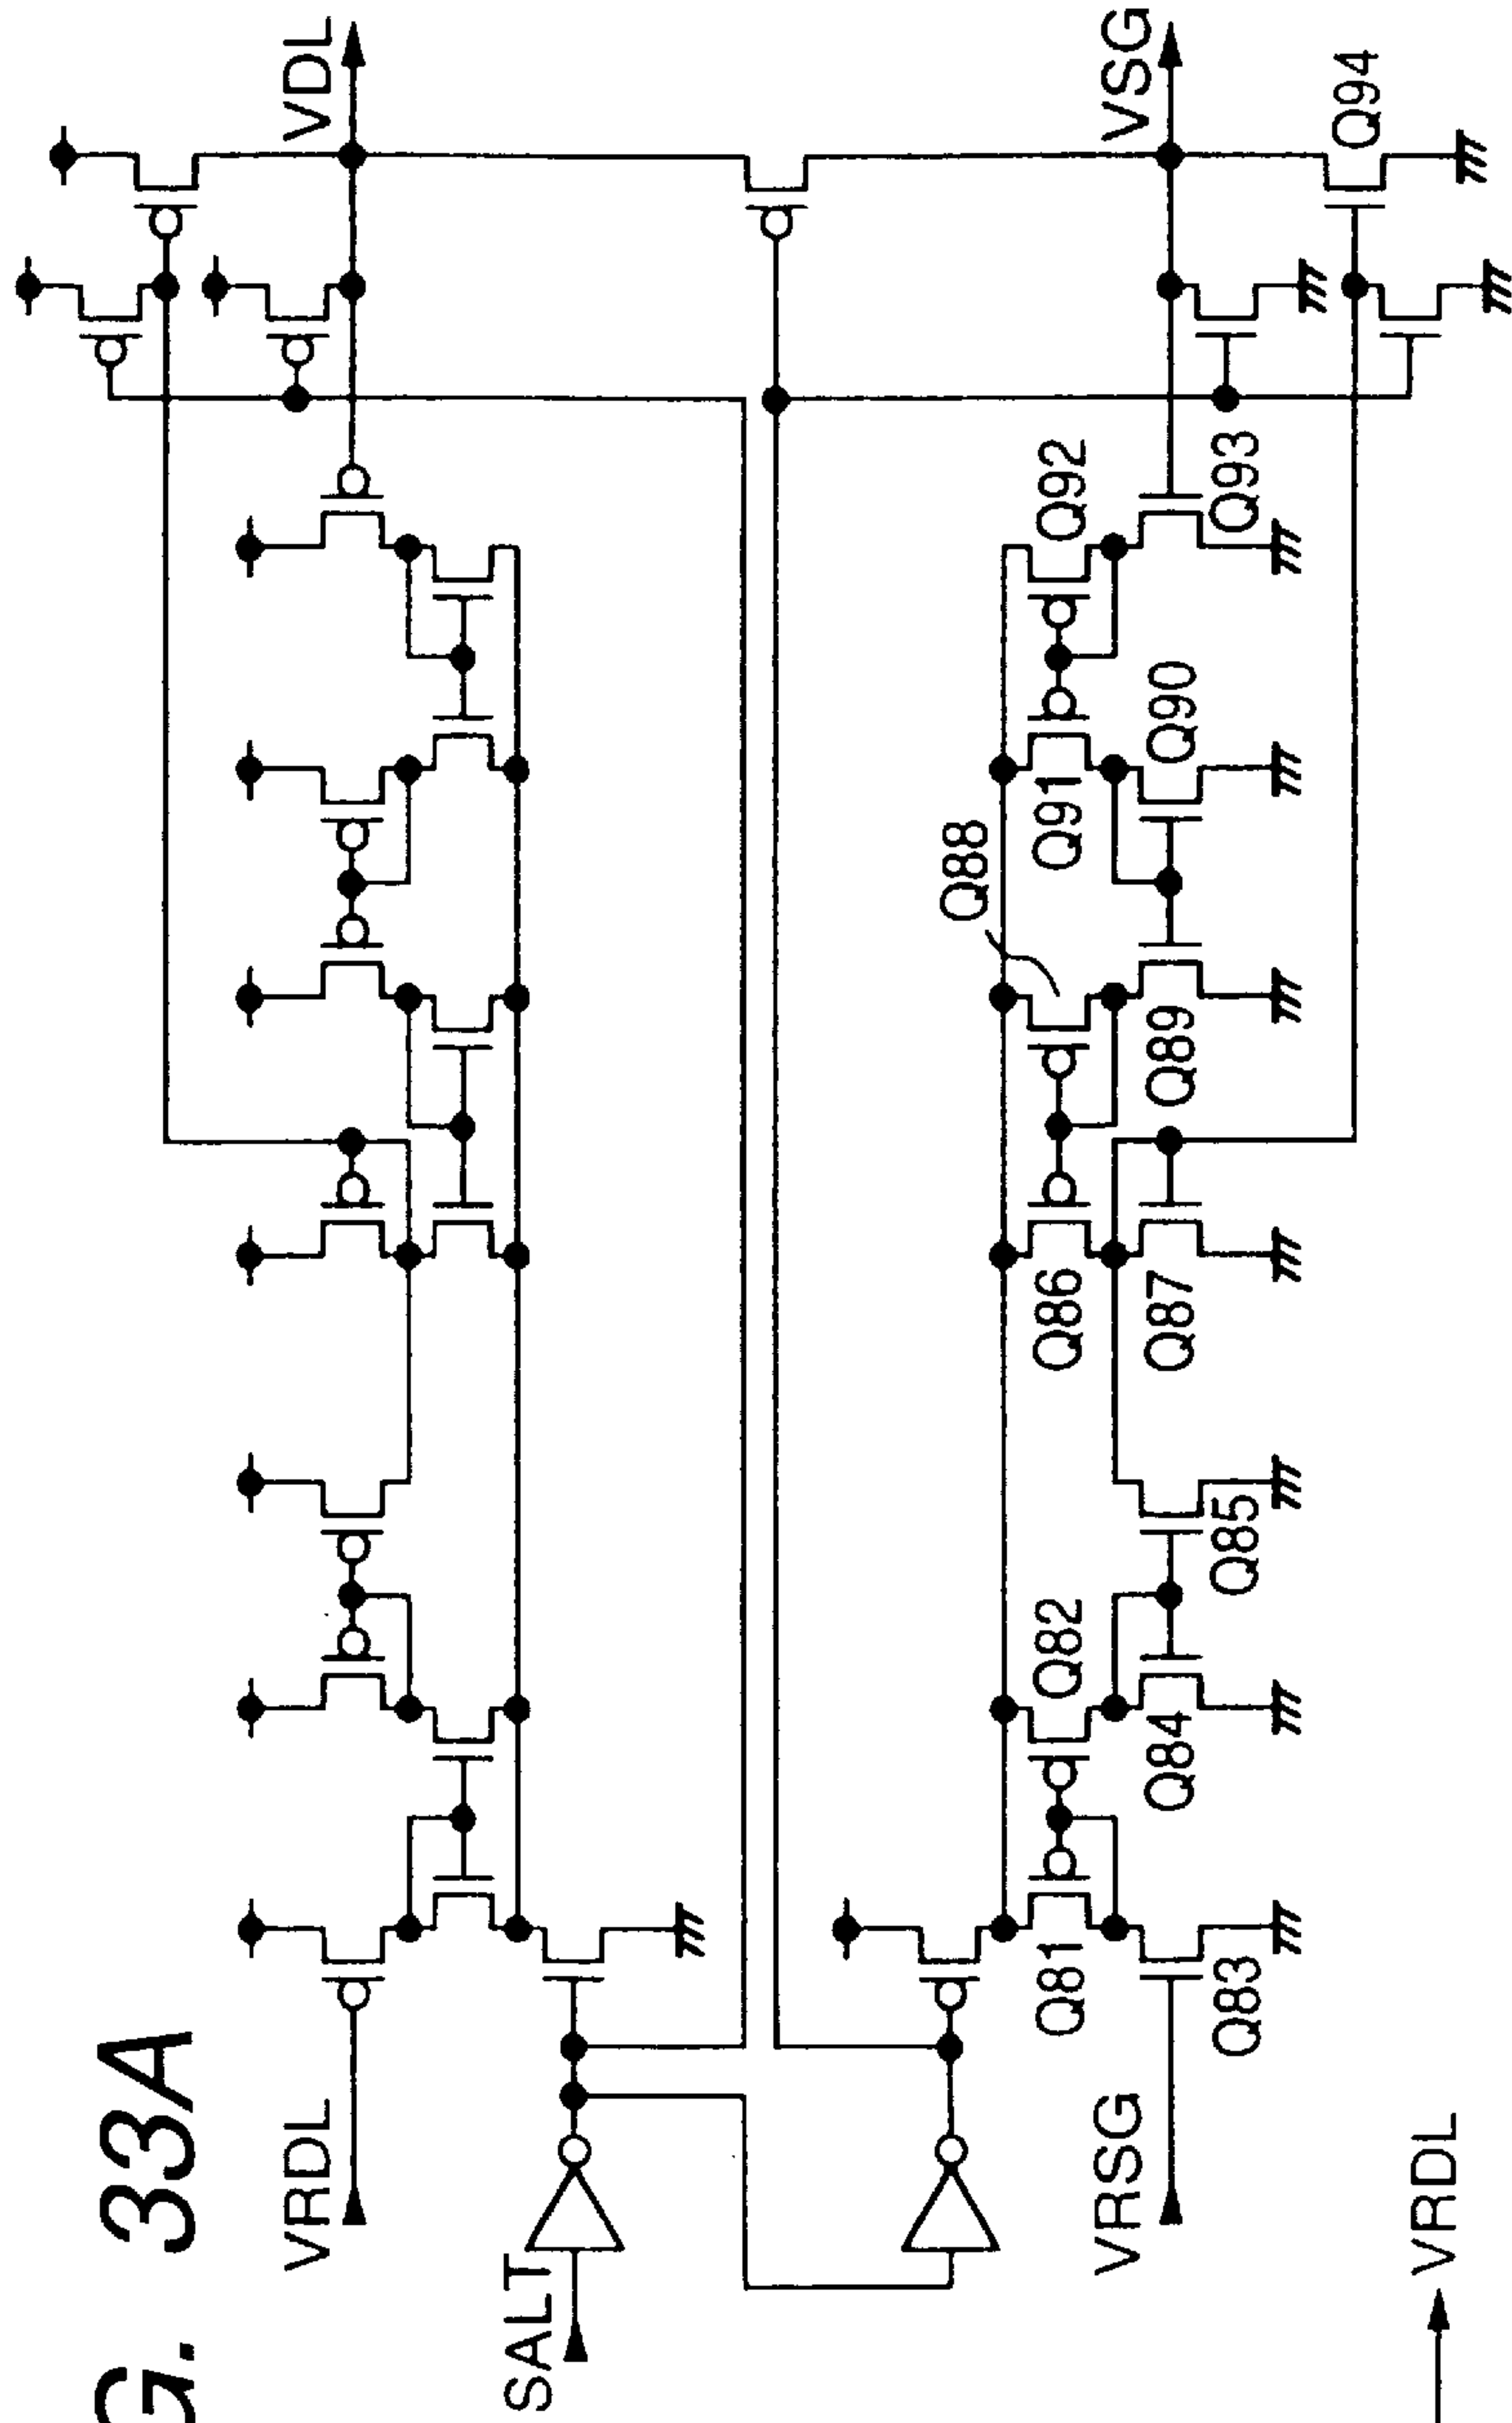 G. 33A
VRDL
SALT
VRSG
VRDL
VDL
VSG
Q81
Q82
Q83
Q84
Q85
Q86
Q87
Q88
Q89
Q90
Q91
Q92
Q93
Q94